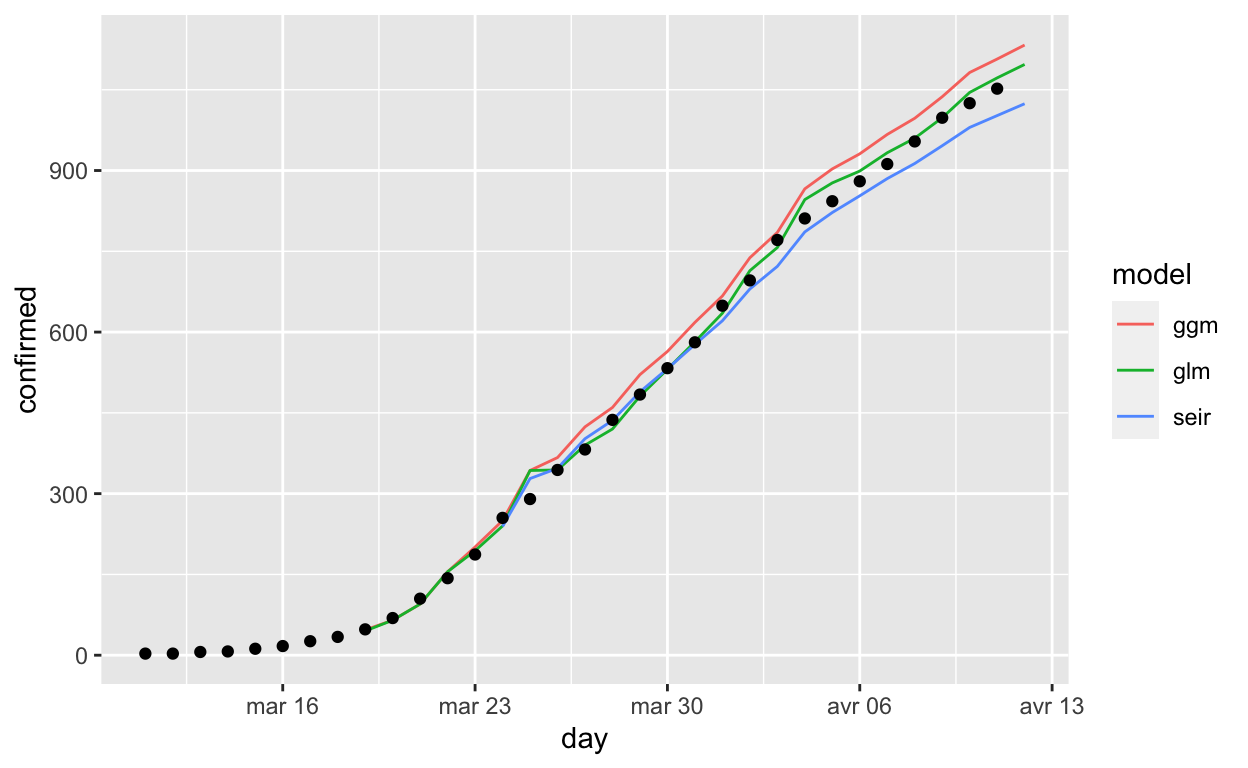 confirmed
900
600
300
0
mar 16
mar 23
mar 30
avr 06
avr 13
day
model
ggm
glm
seir